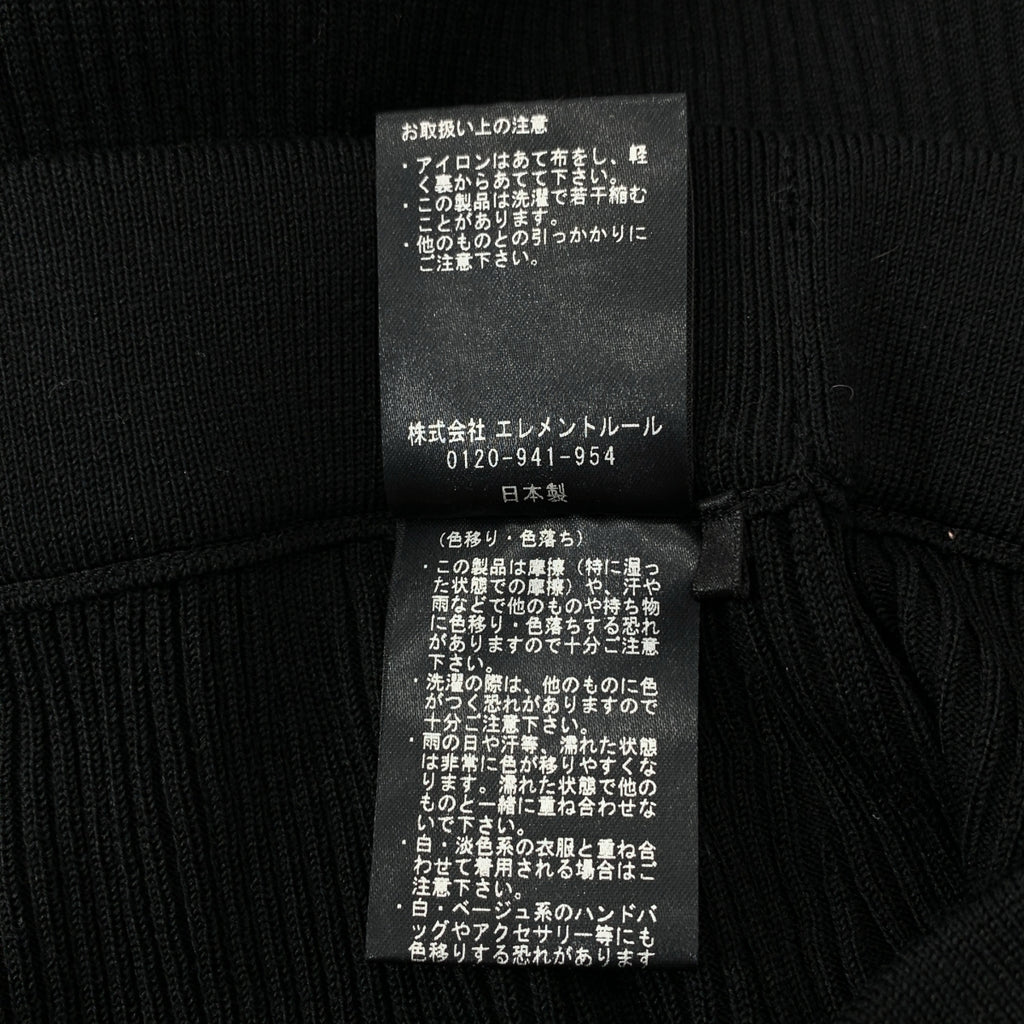 お取扱い上の注意
・アイロンはあて布をし、軽
く裏からあてて下さい。
・この製品は洗濯で若干縮む
ことがあります。
・他のものとの引っかかりに
ご注意下さい。
株式会社 エレメントルール
0120-941-954
日本製
(色移り・色落ち)
・この製品は摩擦(特に湿っ
た状態での摩擦)や、汗や
雨などで他のものや持ち物
に色移り・色落ちする恐れ
がありますので十分ご注意
下さい。
・洗濯の際は、他のものに色
がつく恐れがありますので
十分ご注意下さい。
・雨の日や汗等、濡れた状態
は非常に色が移りやすくな
ります。濡れた状態で他の
ものと一緒に重ね合わせな
いで下さい。
・白・淡色系の衣服と重ね合
わせて着用される場合はご
注意下さい。
・白・ベージュ系のハンドバ
ッグやアクセサリー等にも
色移りする恐れがあります